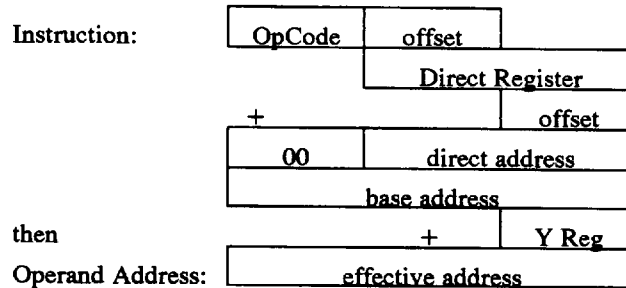 Instruction: OpCode offset
Direct Register
+ offset
00 direct address
base address
then + Y Reg
Operand Address: effective address